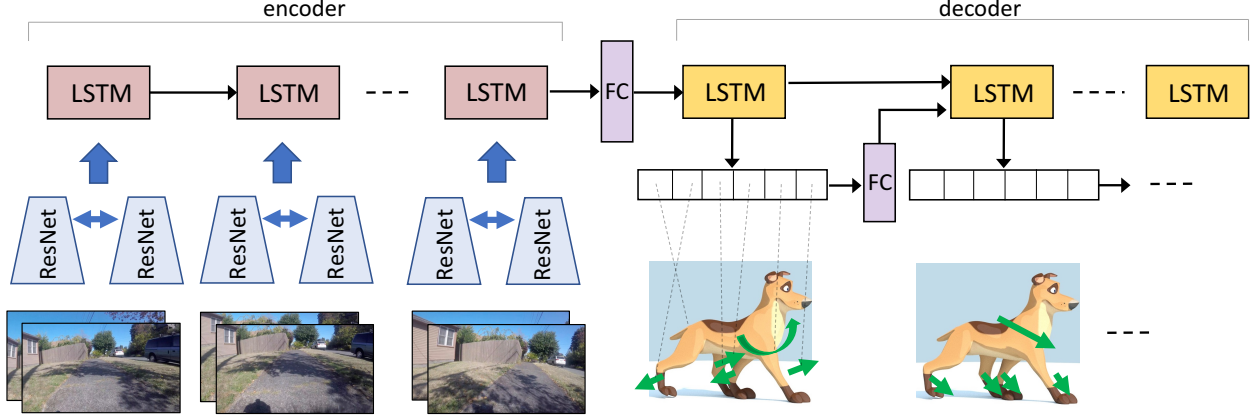 encoder
decoder
LSTM
LSTM
LSTM
FC
LSTM
LSTM
LSTM
FC
ResNet
ResNet
ResNet
ResNet
ResNet
ResNet